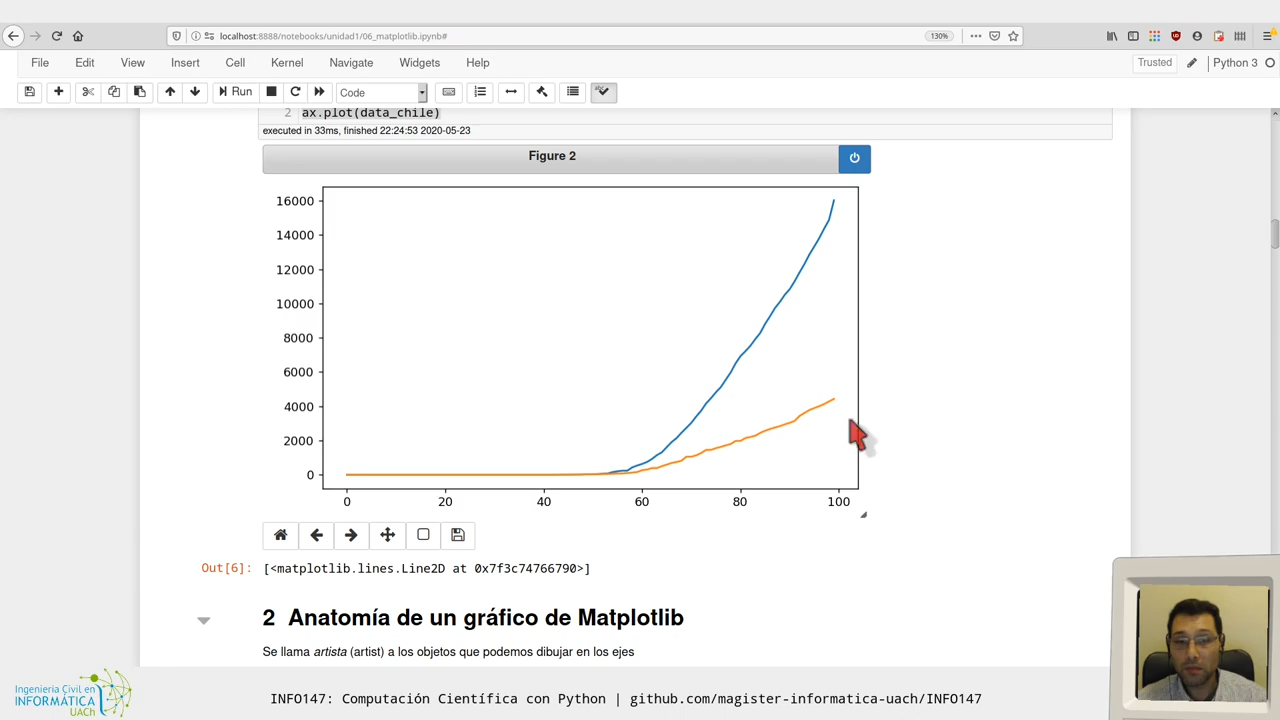 localhost:8888/notebooks/unidad1/06_matplotlib.ipynb#
130%
File Edit View Insert Cell Kernel Navigate Widgets Help
Trusted Python 3
Run Code
2 ax.plot(data_chile)
executed in 33ms, finished 22:24:53 2020-05-23
Figure 2
16000
14000
12000
10000
8000
6000
4000
2000
0
0 20 40 60 80 100
Out[6]: [<matplotlib.lines.Line2D at 0x7f3c74766790>]
2 Anatomía de un gráfico de Matplotlib
Se llama artista (artist) a los objetos que podemos dibujar en los ejes
Ingeniería Civil en
INFORMÁTICA
UACh
INFO147: Computación Científica con Python | github.com/magister-informatica-uach/INFO147